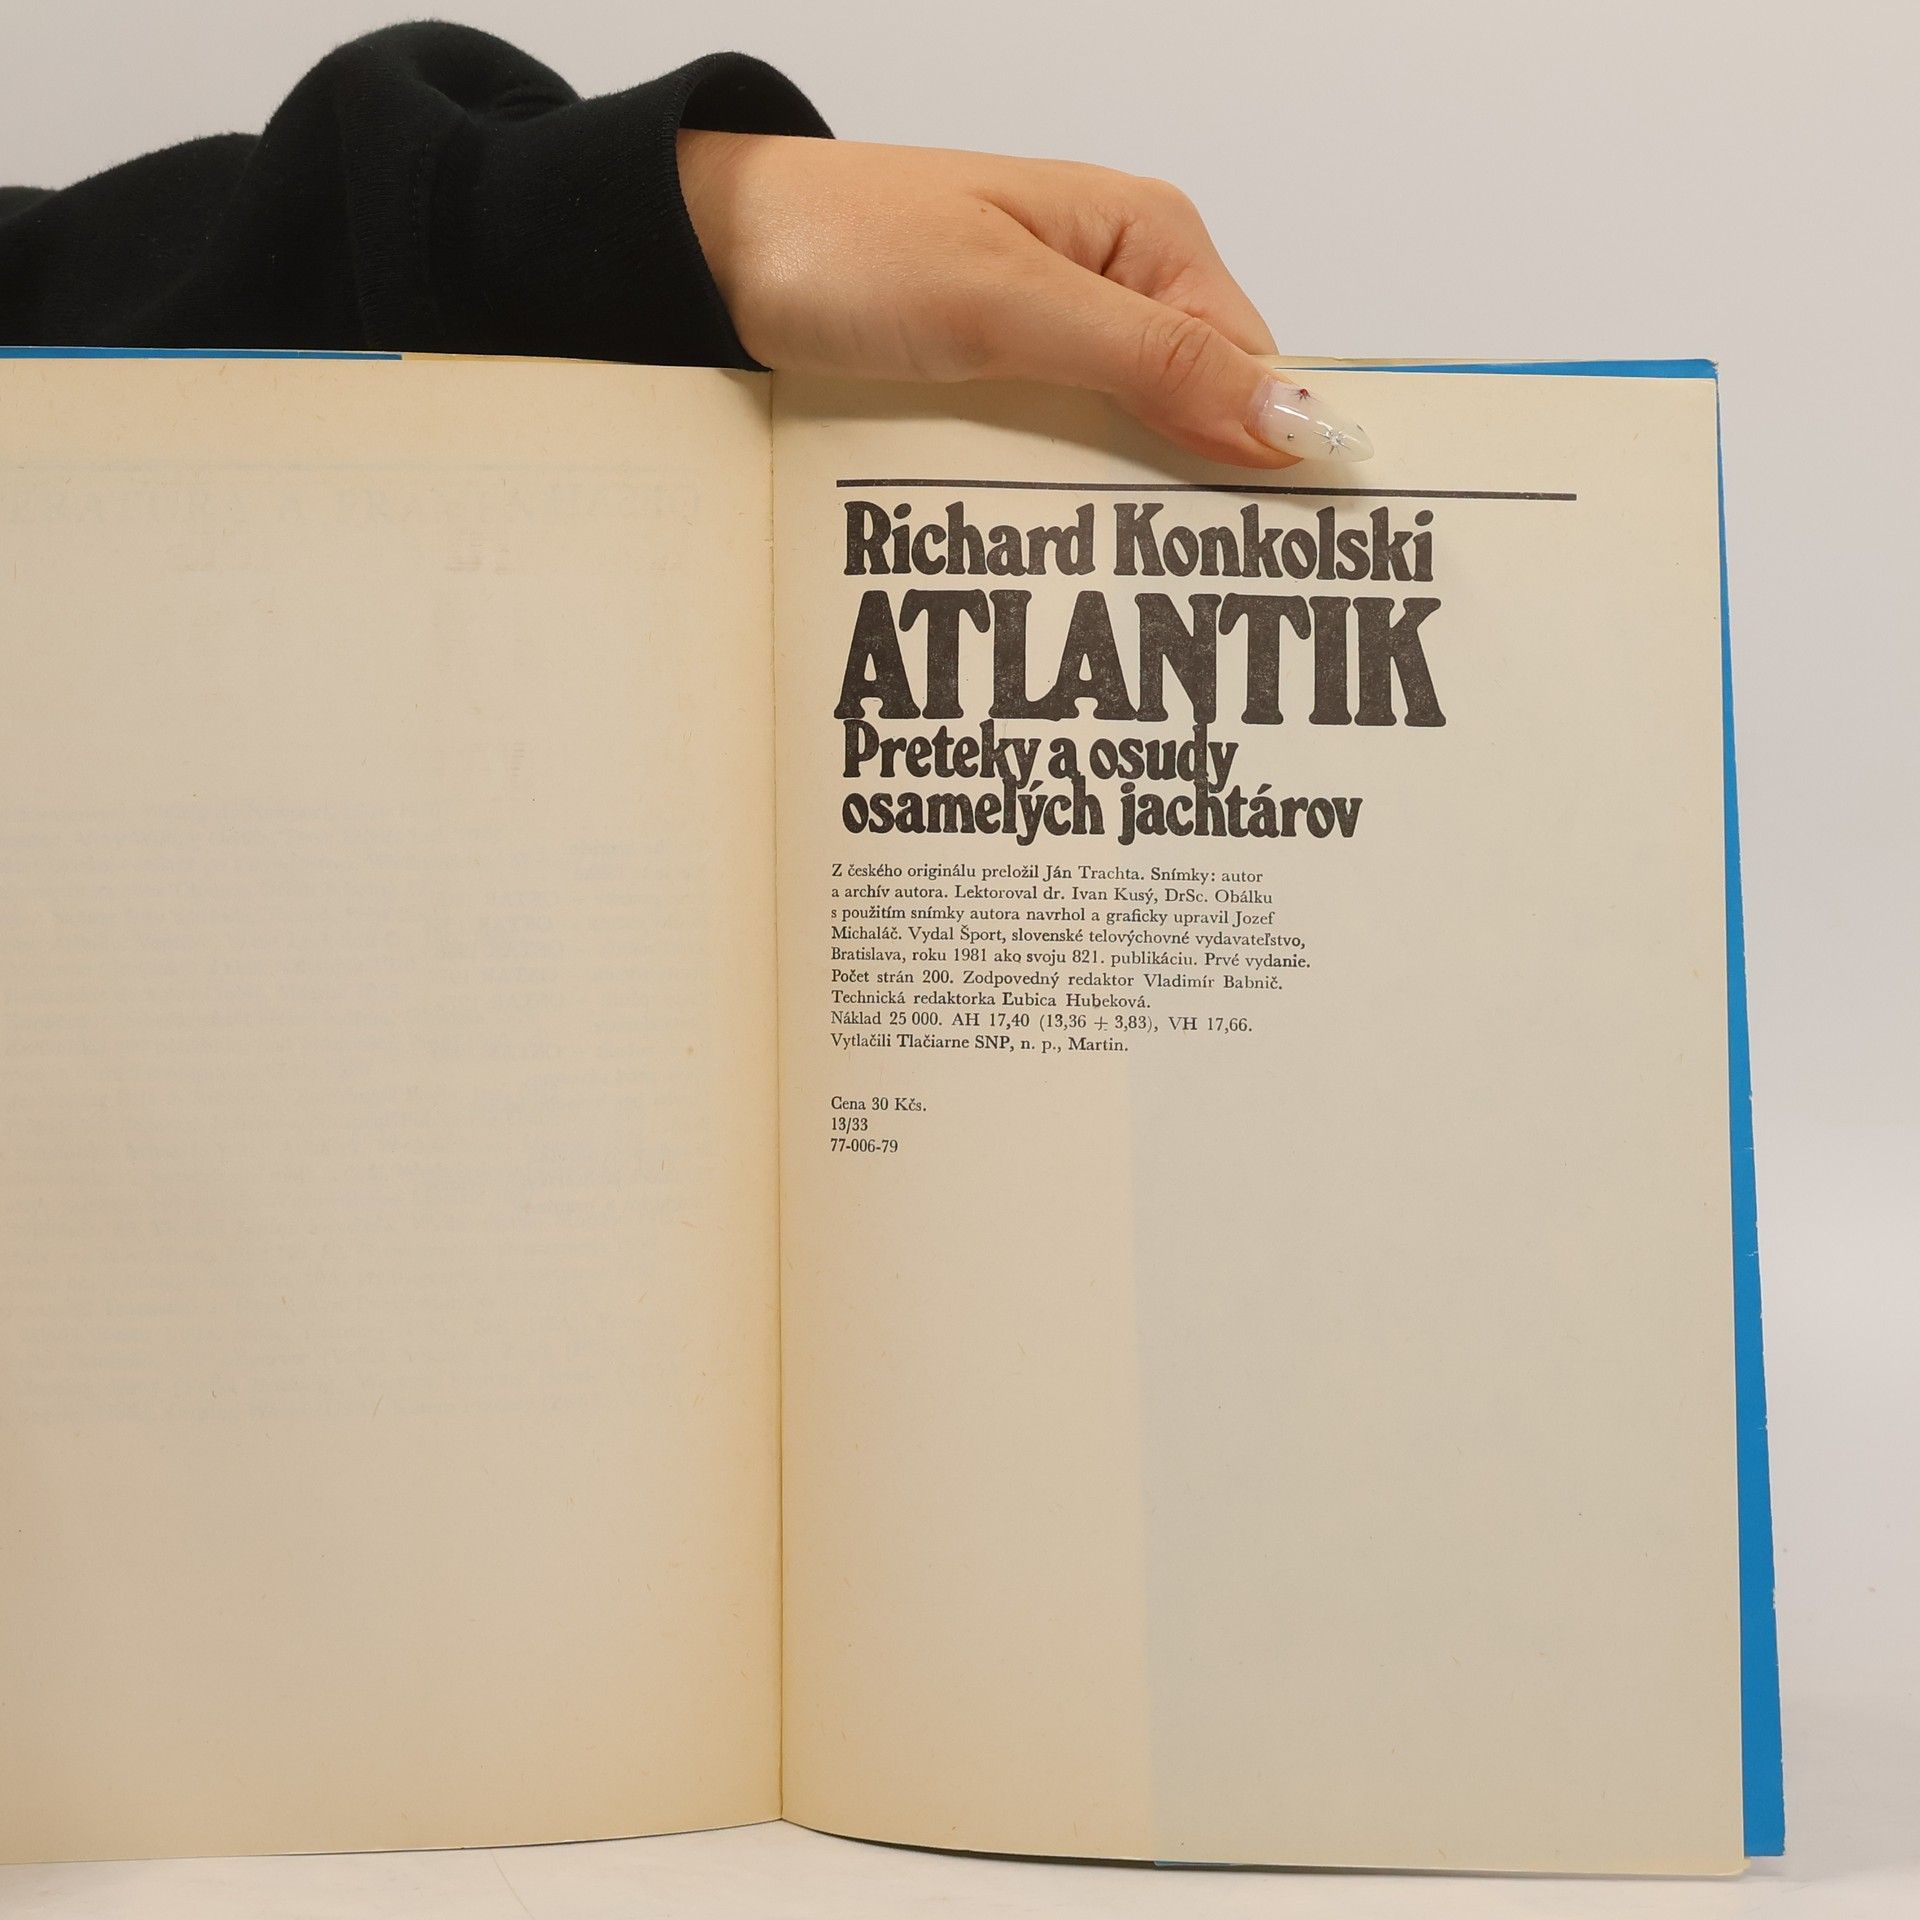 Richard Konkolski
ATLANTIK
Preteky a osudy
osamelých jachtárov
Z českého originálu preložil Ján Trachta. Snímky: autor
a archív autora. Lektoroval dr. Ivan Kusý, DrSc. Obálku
s použitím snímky autora navrhol a graficky upravil Jozef
Michaláč. Vydal Šport, slovenské telovýchovné vydavateľstvo,
Bratislava, roku 1981 ako svoju 821. publikáciu. Prvé vydanie.
Počet strán 200. Zodpovedný redaktor Vladimír Babnič.
Technická redaktorka Ľubica Hubeková.
Náklad 25 000. AH 17,40 (13,36 + 3,83), VH 17,66.
Vytlačili Tlačiarne SNP, n. p., Martin.
Cena 30 Kčs.
13/33
77-006-79